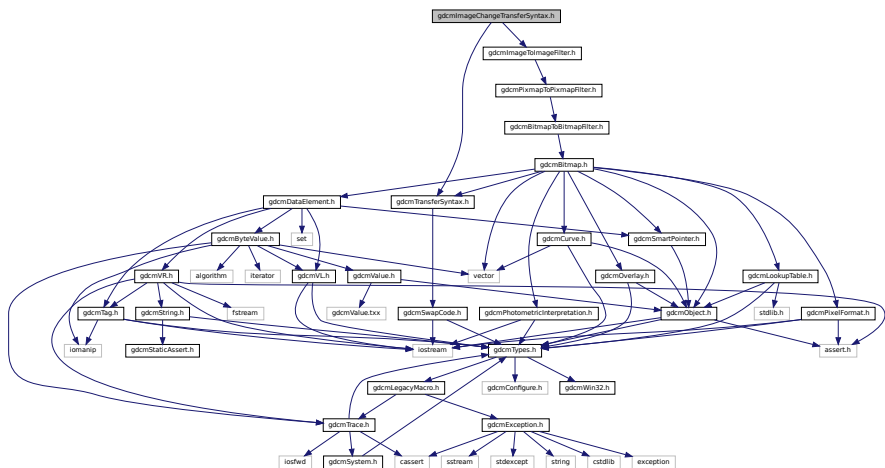 gdcmImageChangeTransferSyntax.h
gdcmImageToImageFilter.h
gdcmPixmapToPixmapFilter.h
gdcmBitmapToBitmapFilter.h
gdcmBitmap.h
gdcmDataElement.h
gdcmTransferSyntax.h
gdcmByteValue.h
set
gdcmCurve.h
gdcmSmartPointer.h
gdcmVR.h
algorithm
iterator
gdcmVL.h
gdcmValue.h
vector
gdcmOverlay.h
gdcmLookupTable.h
gdcmTag.h
gdcmString.h
fstream
gdcmValue.txx
gdcmSwapCode.h
gdcmPhotometricInterpretation.h
gdcmObject.h
stdlib.h
gdcmPixelFormat.h
iomanip
gdcmStaticAssert.h
iostream
gdcmTypes.h
assert.h
gdcmLegacyMacro.h
gdcmConfigure.h
gdcmWin32.h
gdcmTrace.h
gdcmException.h
iosfwd
gdcmSystem.h
cassert
sstream
stdexcept
string
cstdlib
exception